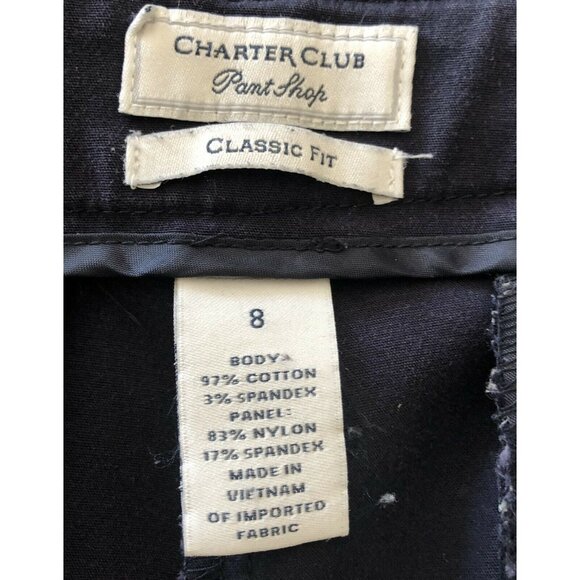 CHARTER CLUB
Pant Shop
CLASSIC FIT
8
BODY:
97% COTTON
3% SPANDEX
PANEL:
83% NYLON
17% SPANDEX
MADE IN
VIETNAM
OF IMPORTED
FABRIC